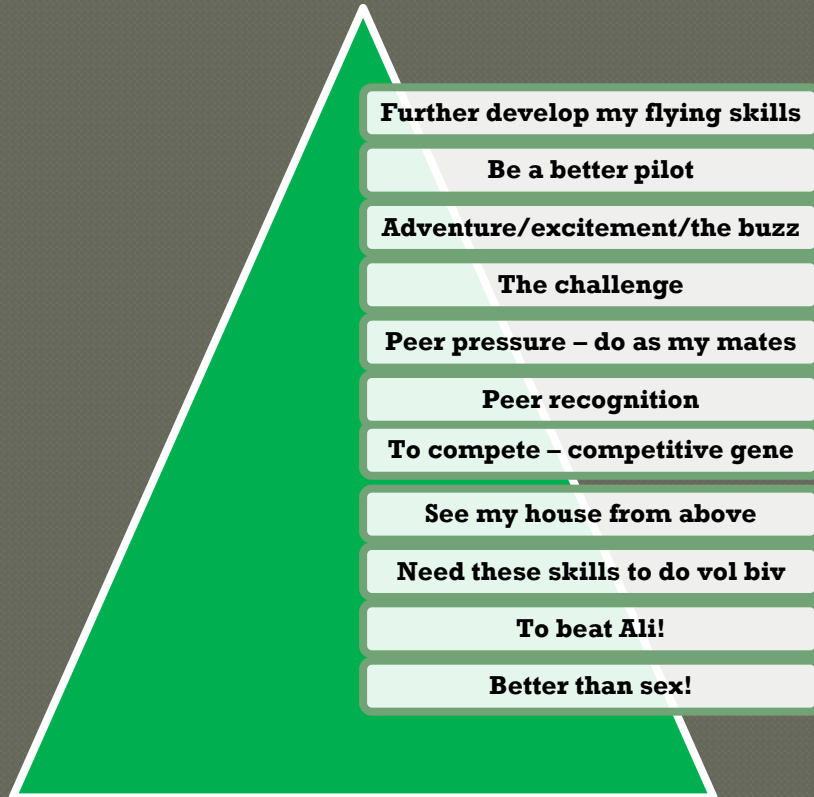 Further develop my flying skills
Be a better pilot
Adventure/excitement/the buzz
The challenge
Peer pressure – do as my mates
Peer recognition
To compete – competitive gene
See my house from above
Need these skills to do vol biv
To beat Ali!
Better than sex!